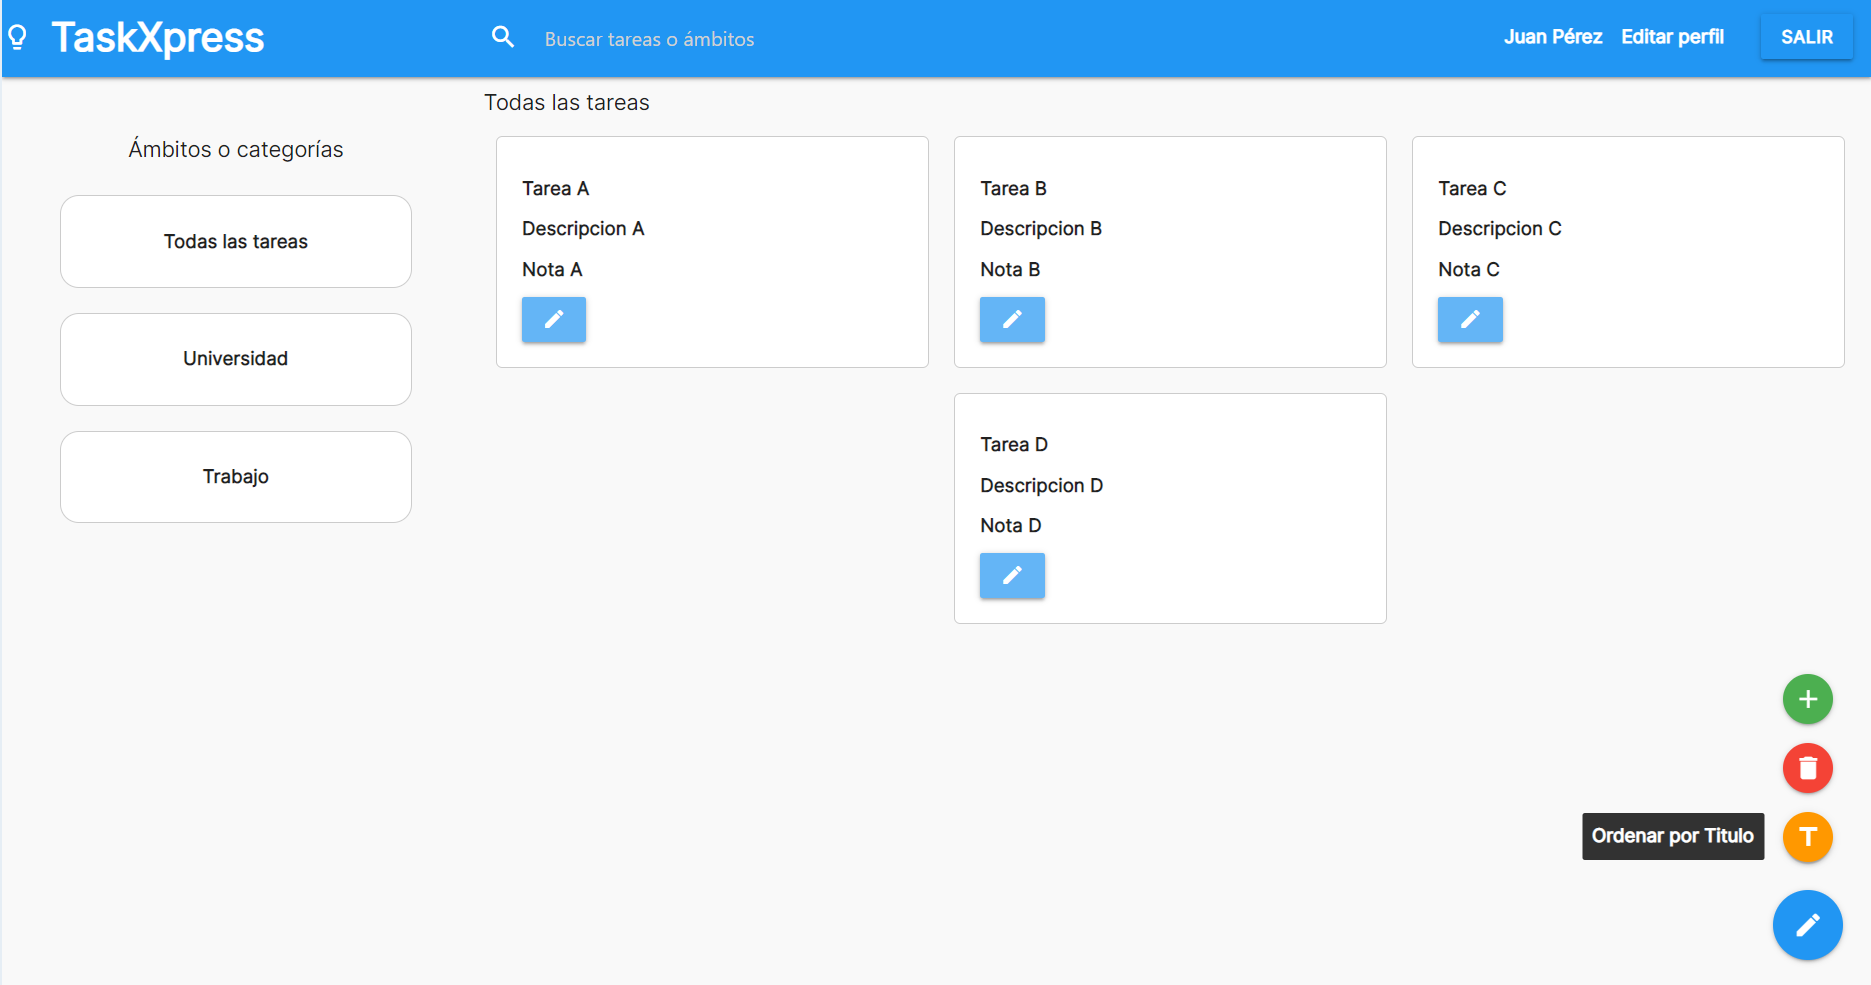 TaskXpress
Buscar tareas o ámbitos
Juan Pérez
Editar perfil
SALIR
Todas las tareas
Ámbitos o categorías
Todas las tareas
Universidad
Trabajo
Tarea A
Descripcion A
Nota A
Tarea B
Descripcion B
Nota B
Tarea C
Descripcion C
Nota C
Tarea D
Descripcion D
Nota D
Ordenar por Titulo